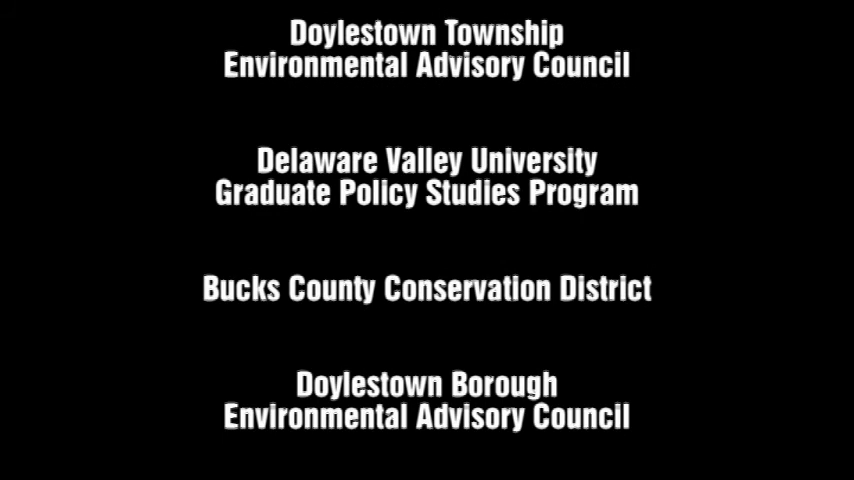 Doylestown Township
Environmental Advisory Council
Delaware Valley University
Graduate Policy Studies Program
Bucks County Conservation District
Doylestown Borough
Environmental Advisory Council